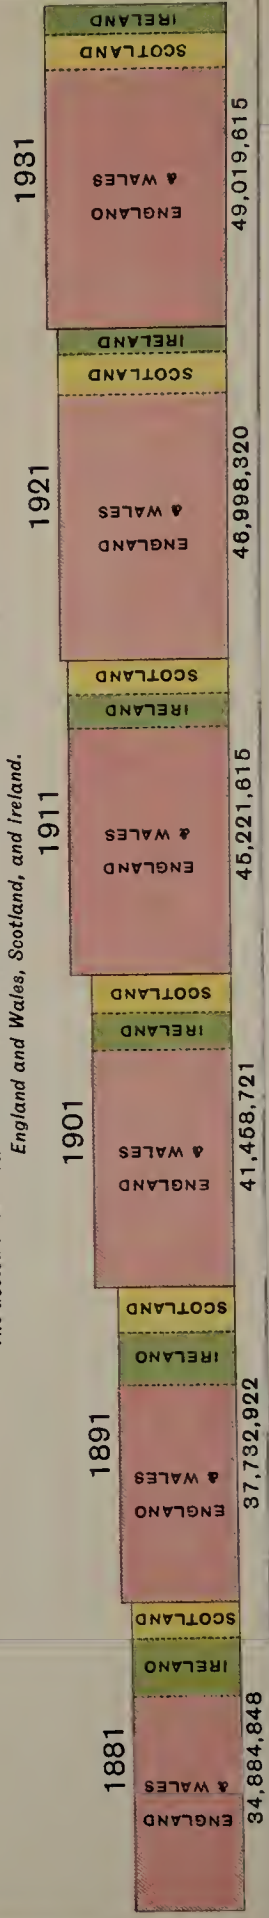 England and Wales, Scotland, and Ireland.
1881
ENGLAND
& WALES
IRELAND
SCOTLAND
34,884,848
1891
ENGLAND
& WALES
IRELAND
SCOTLAND
37,732,922
1901
ENGLAND
& WALES
IRELAND
SCOTLAND
41,458,721
1911
ENGLAND
& WALES
IRELAND
SCOTLAND
45,221,615
1921
ENGLAND
& WALES
SCOTLAND
IRELAND
46,998,320
1931
ENGLAND
& WALES
SCOTLAND
IRELAND
49,019,615